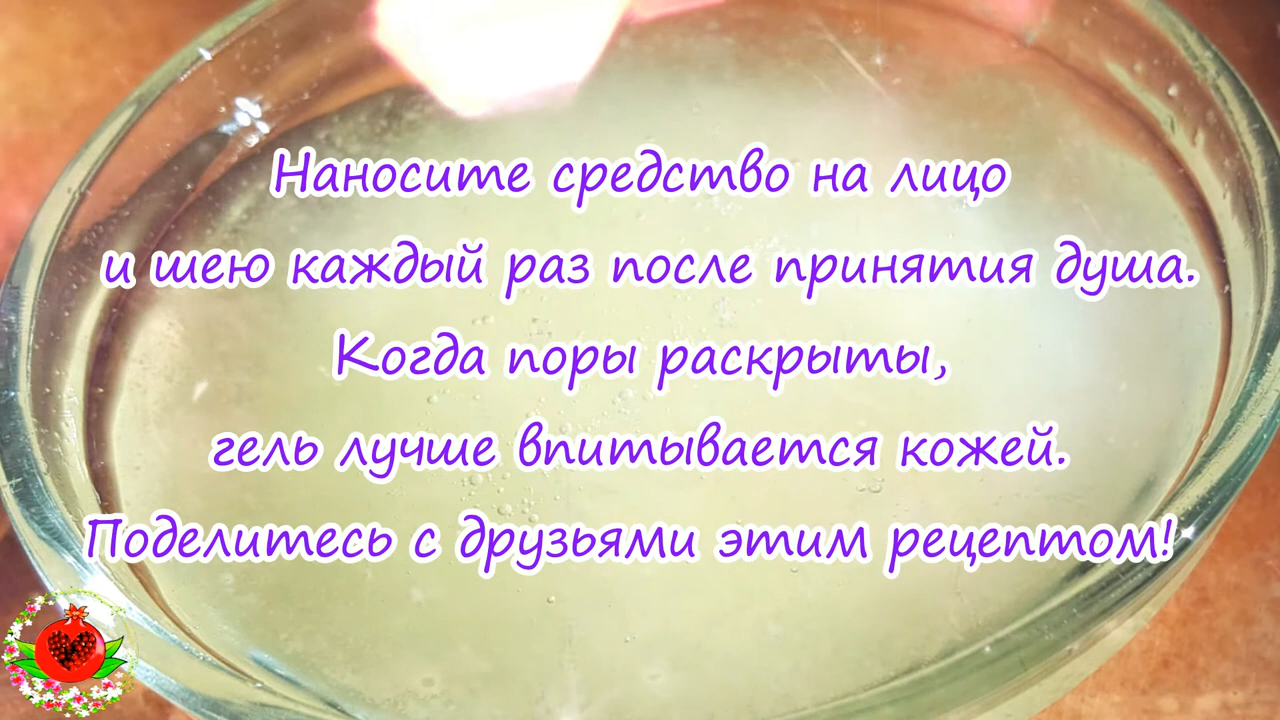 Наносите средство на лицо
и шею каждый раз после принятия душа.
Когда поры раскрыты,
гель лучше впитывается кожей.
Поделитесь с друзьями этим рецептом!